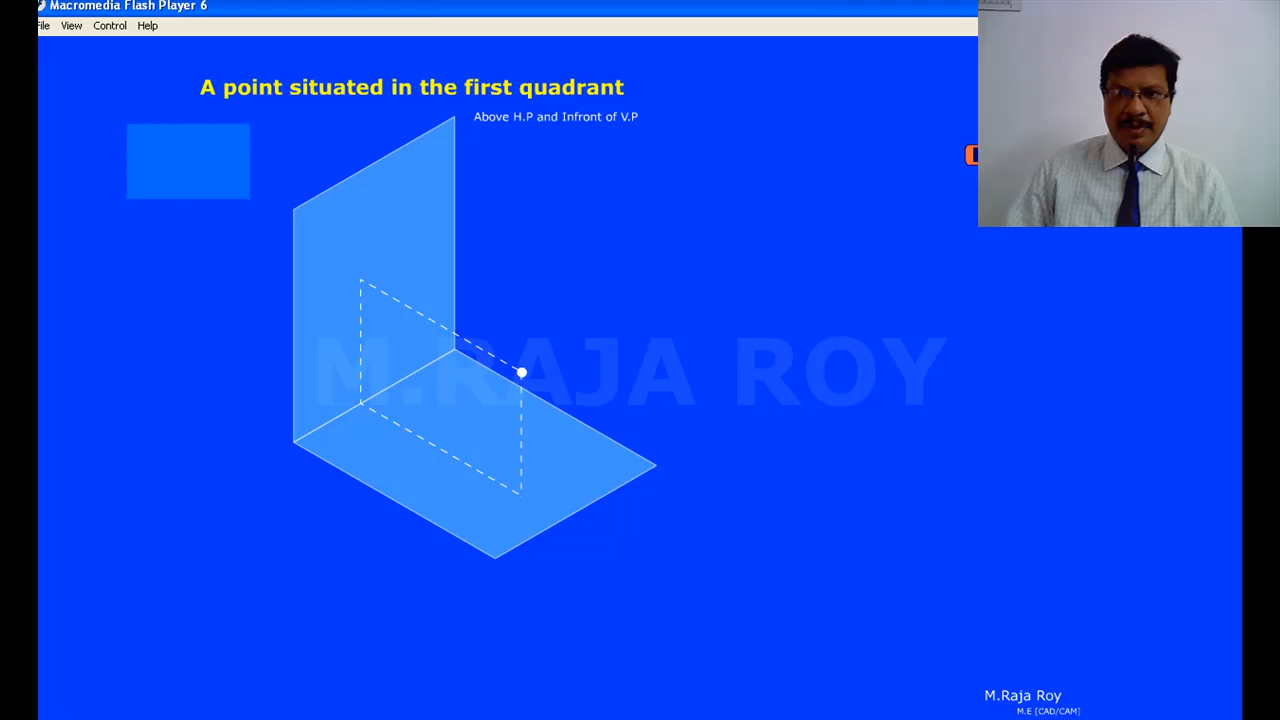 Macromedia Flash Player 6
File View Control Help
A point situated in the first quadrant
Above H.P and Infront of V.P
M.RAJA ROY
M.Raja Roy
M.E [CAD/CAM]